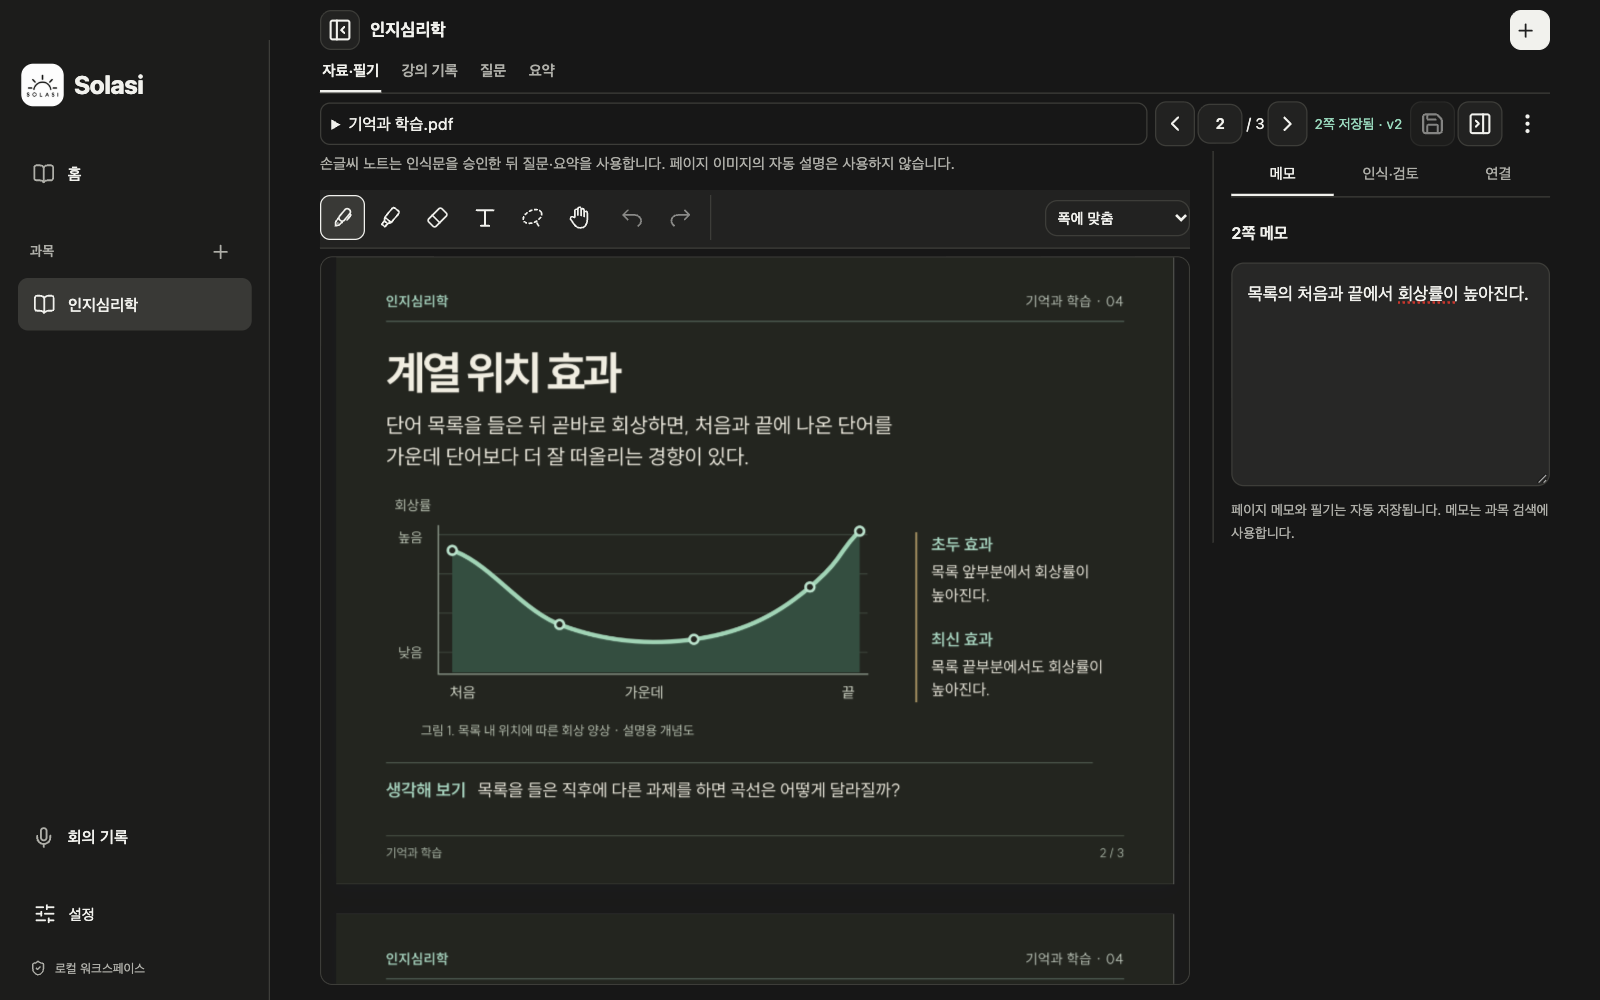 SOLASI
Solasi
홈
과목
인지심리학
회의 기록
설정
로컬 워크스페이스
인지심리학
자료·필기
강의 기록
질문
요약
기억과 학습.pdf
2
/ 3
2쪽 저장됨 · v2
손글씨 노트는 인식문을 승인한 뒤 질문·요약을 사용합니다. 페이지 이미지의 자동 설명은 사용하지 않습니다.
폭에 맞춤
인지심리학
기억과 학습 · 04
계열 위치 효과
단어 목록을 들은 뒤 곧바로 회상하면, 처음과 끝에 나온 단어를
가운데 단어보다 더 잘 떠올리는 경향이 있다.
회상률
높음
낮음
처음
가운데
끝
초두 효과
목록 앞부분에서 회상률이
높아진다.
최신 효과
목록 끝부분에서도 회상률이
높아진다.
그림 1. 목록 내 위치에 따른 회상 양상 · 설명용 개념도
생각해 보기 목록을 들은 직후에 다른 과제를 하면 곡선은 어떻게 달라질까?
기억과 학습
2 / 3
인지심리학
기억과 학습 · 04
메모
인식·검토
연결
2쪽 메모
목록의 처음과 끝에서 회상률이 높아진다.
페이지 메모와 필기는 자동 저장됩니다. 메모는 과목 검색에
사용합니다.